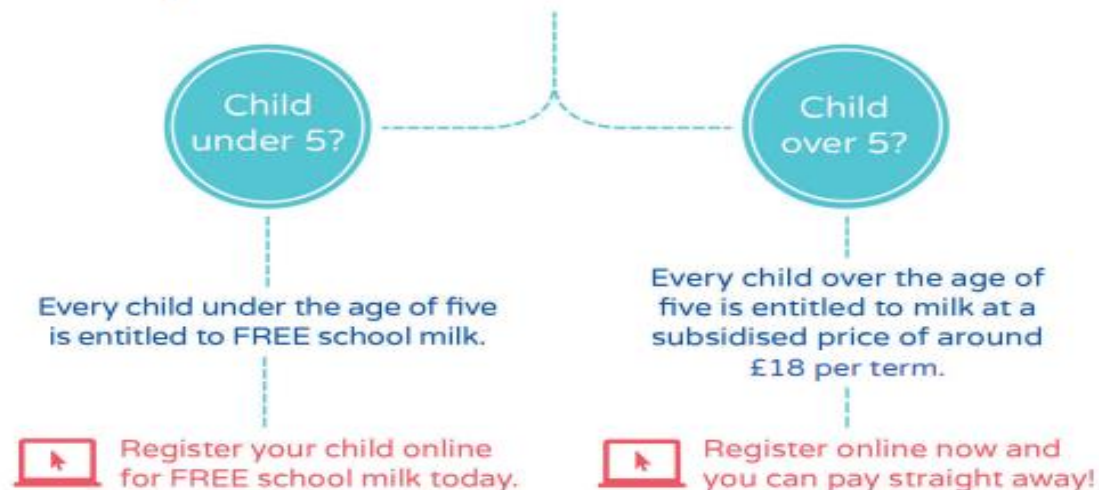 Child
under 5?
Every child under the age of five
is entitled to FREE school milk.
Register your child online
for FREE school milk today.
Child
over 5?
Every child over the age of
five is entitled to milk at a
subsidised price of around
£18 per term.
Register online now and
you can pay straight away!